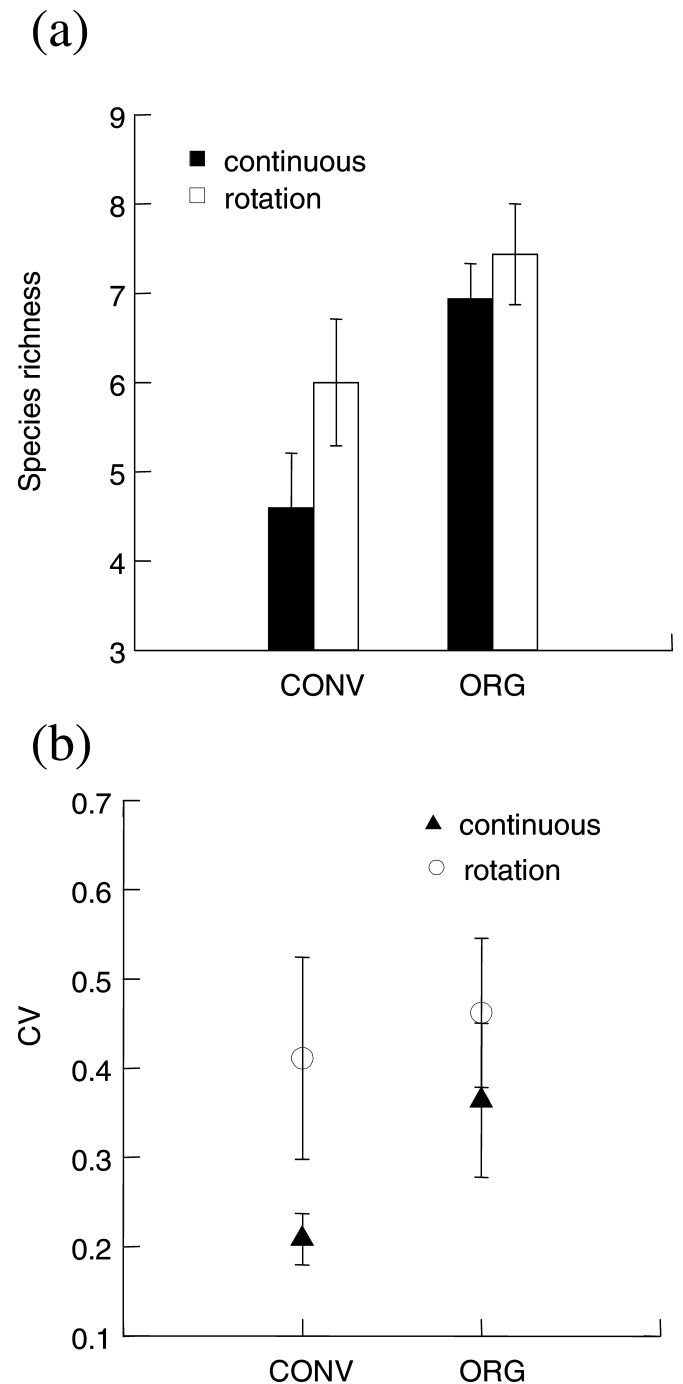 (a)
9
continuous
rotation
8
7
6
5
4
3
Species richness
CONV ORG
(b)
0.7
continuous
rotation
0.6
0.5
0.4
0.3
0.2
0.1
CV
CONV ORG